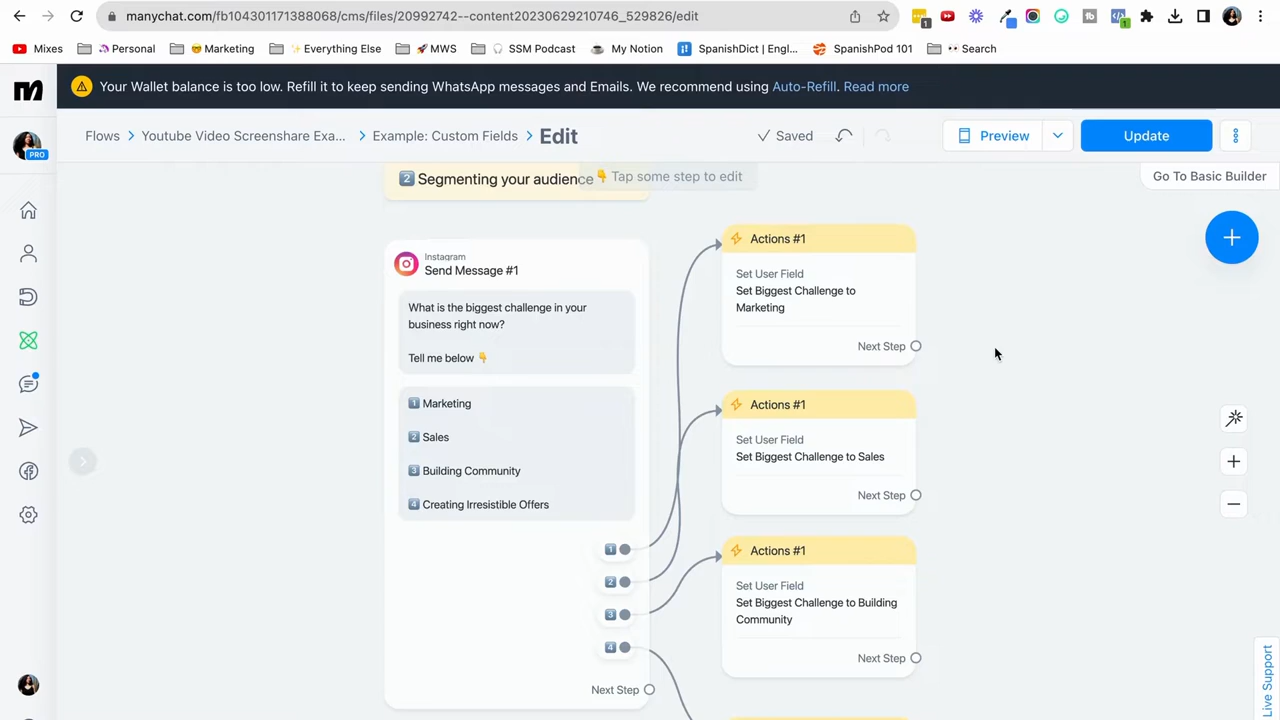 manychat.com/fb104301171388068/cms/files/20992742--content20230629210746_529826/edit
1
1
Mixes
Personal
Marketing
Everything Else
MWS
SSM Podcast
My Notion
SpanishDict | Engl...
SpanishPod 101
Search
Your Wallet balance is too low. Refill it to keep sending WhatsApp messages and Emails. We recommend using Auto-Refill. Read more
PRO
Flows
Youtube Video Screenshare Exa...
Example: Custom Fields
Edit
Saved
Preview
Update
2 Segmenting your audience
Tap some step to edit
Go To Basic Builder
Instagram
Send Message #1
What is the biggest challenge in your
business right now?
Tell me below
1 Marketing
2 Sales
3 Building Community
4 Creating Irresistible Offers
1
2
3
4
Next Step
Actions #1
Set User Field
Set Biggest Challenge to
Marketing
Next Step
Actions #1
Set User Field
Set Biggest Challenge to Sales
Next Step
Actions #1
Set User Field
Set Biggest Challenge to Building
Community
Next Step
Live Support